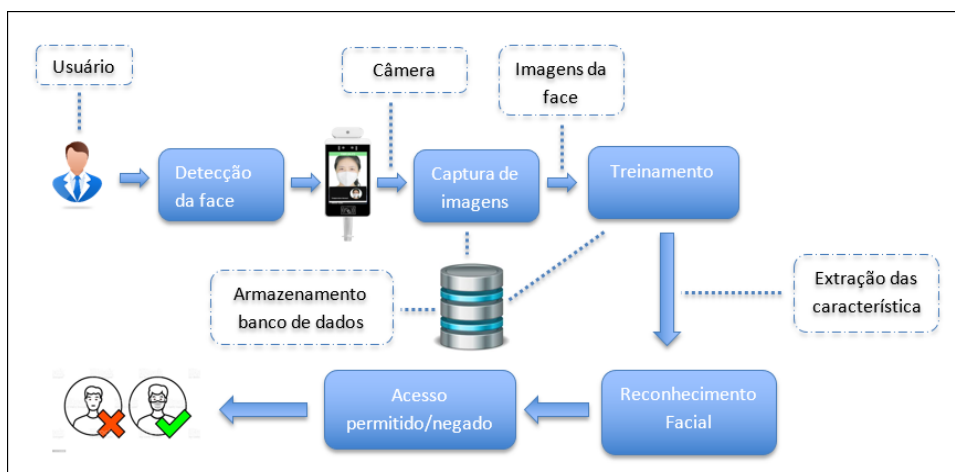 Usuário
Câmera
Imagens da
face
Detecção
da face
Captura de
imagens
Treinamento
Armazenamento
banco de dados
Extração das
característica
Acesso
permitido/negado
Reconhecimento
Facial